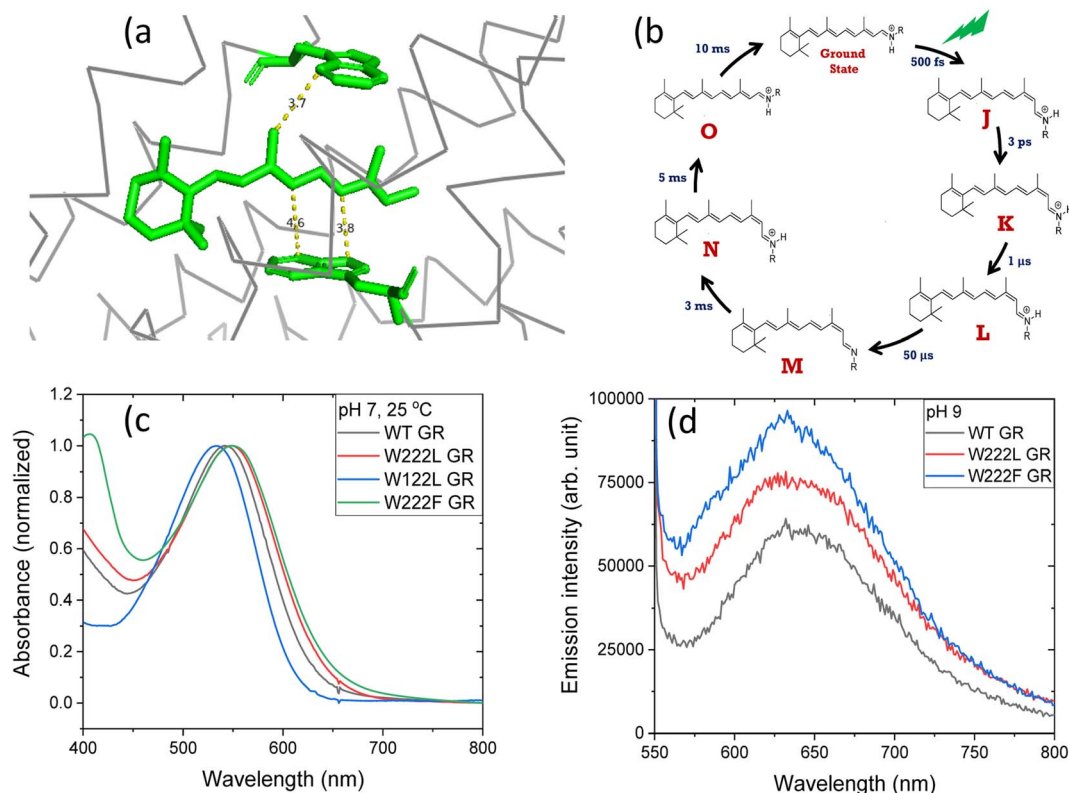 (a
3.7
4.6
3.8
(b)
Ground
State
500 fs
J
3 ps
K
1 µs
L
50 µs
M
3 ms
N
5 ms
O
10 ms
N
H
R
⊕
N
H
R
⊕
N
H
R
⊕
N
H
R
⊕
N
R
N
H
R
⊕
N
H
R
⊕
(c)
pH 7, 25 °C
WT GR
W222L GR
W122L GR
W222F GR
Absorbance (normalized)
1.2
1.0
0.8
0.6
0.4
0.2
0.0
400 500 600 700 800
Wavelength (nm)
(d)
pH 9
WT GR
W222L GR
W222F GR
Emission intensity (arb. unit)
100000
75000
50000
25000
0
550 600 650 700 750 800
Wavelength (nm)